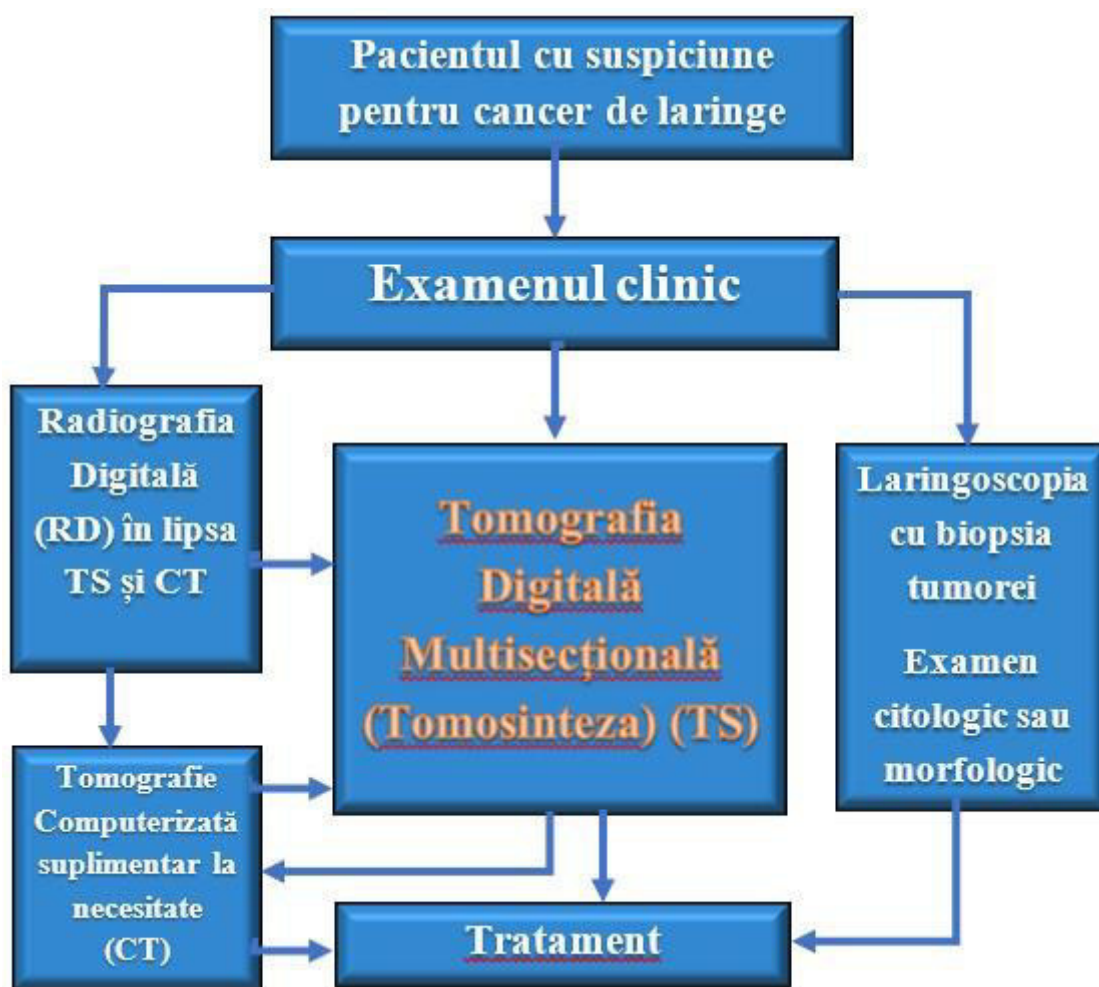 Pacientul cu suspiciune
pentru cancer de laringe
Examenul clinic
Radiografia
Digitală
(RD) în lipsa
TS și CT
Tomografia
Digitală
Multisecțională
(Tomosinteza) (TS)
Laringoscopia
cu biopsia
tumorei
Examen
citologic sau
morfologic
Tomografie
Computerizată
suplimentar la
necesitate
(CT)
Tratament